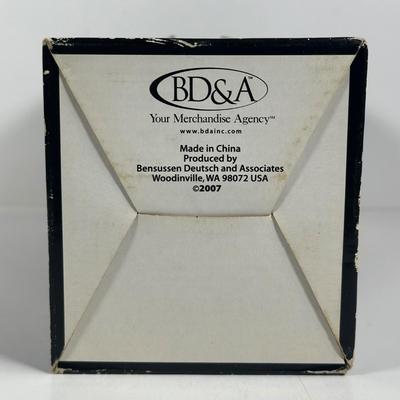 BD&A™
Your Merchandise Agency℠
www.bdainc.com
Made in China
Produced by
Bensussen Deutsch and Associates
Woodinville, WA 98072 USA
©2007